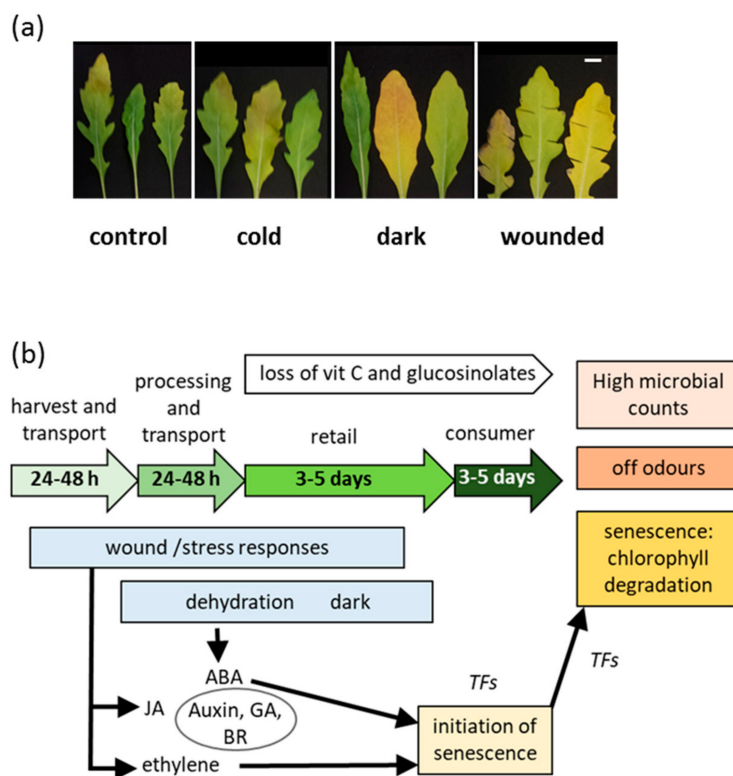 (a)
control
cold
dark
wounded
(b)
loss of vit C and glucosinolates
High microbial
counts
processing
and
transport
harvest and
transport
retail
consumer
24-48 h
24-48 h
3-5 days
3-5 days
off odours
wound /stress responses
senescence:
chlorophyll
degradation
dehydration dark
ABA
TFs
TFs
JA
Auxin, GA,
BR
initiation of
senescence
ethylene